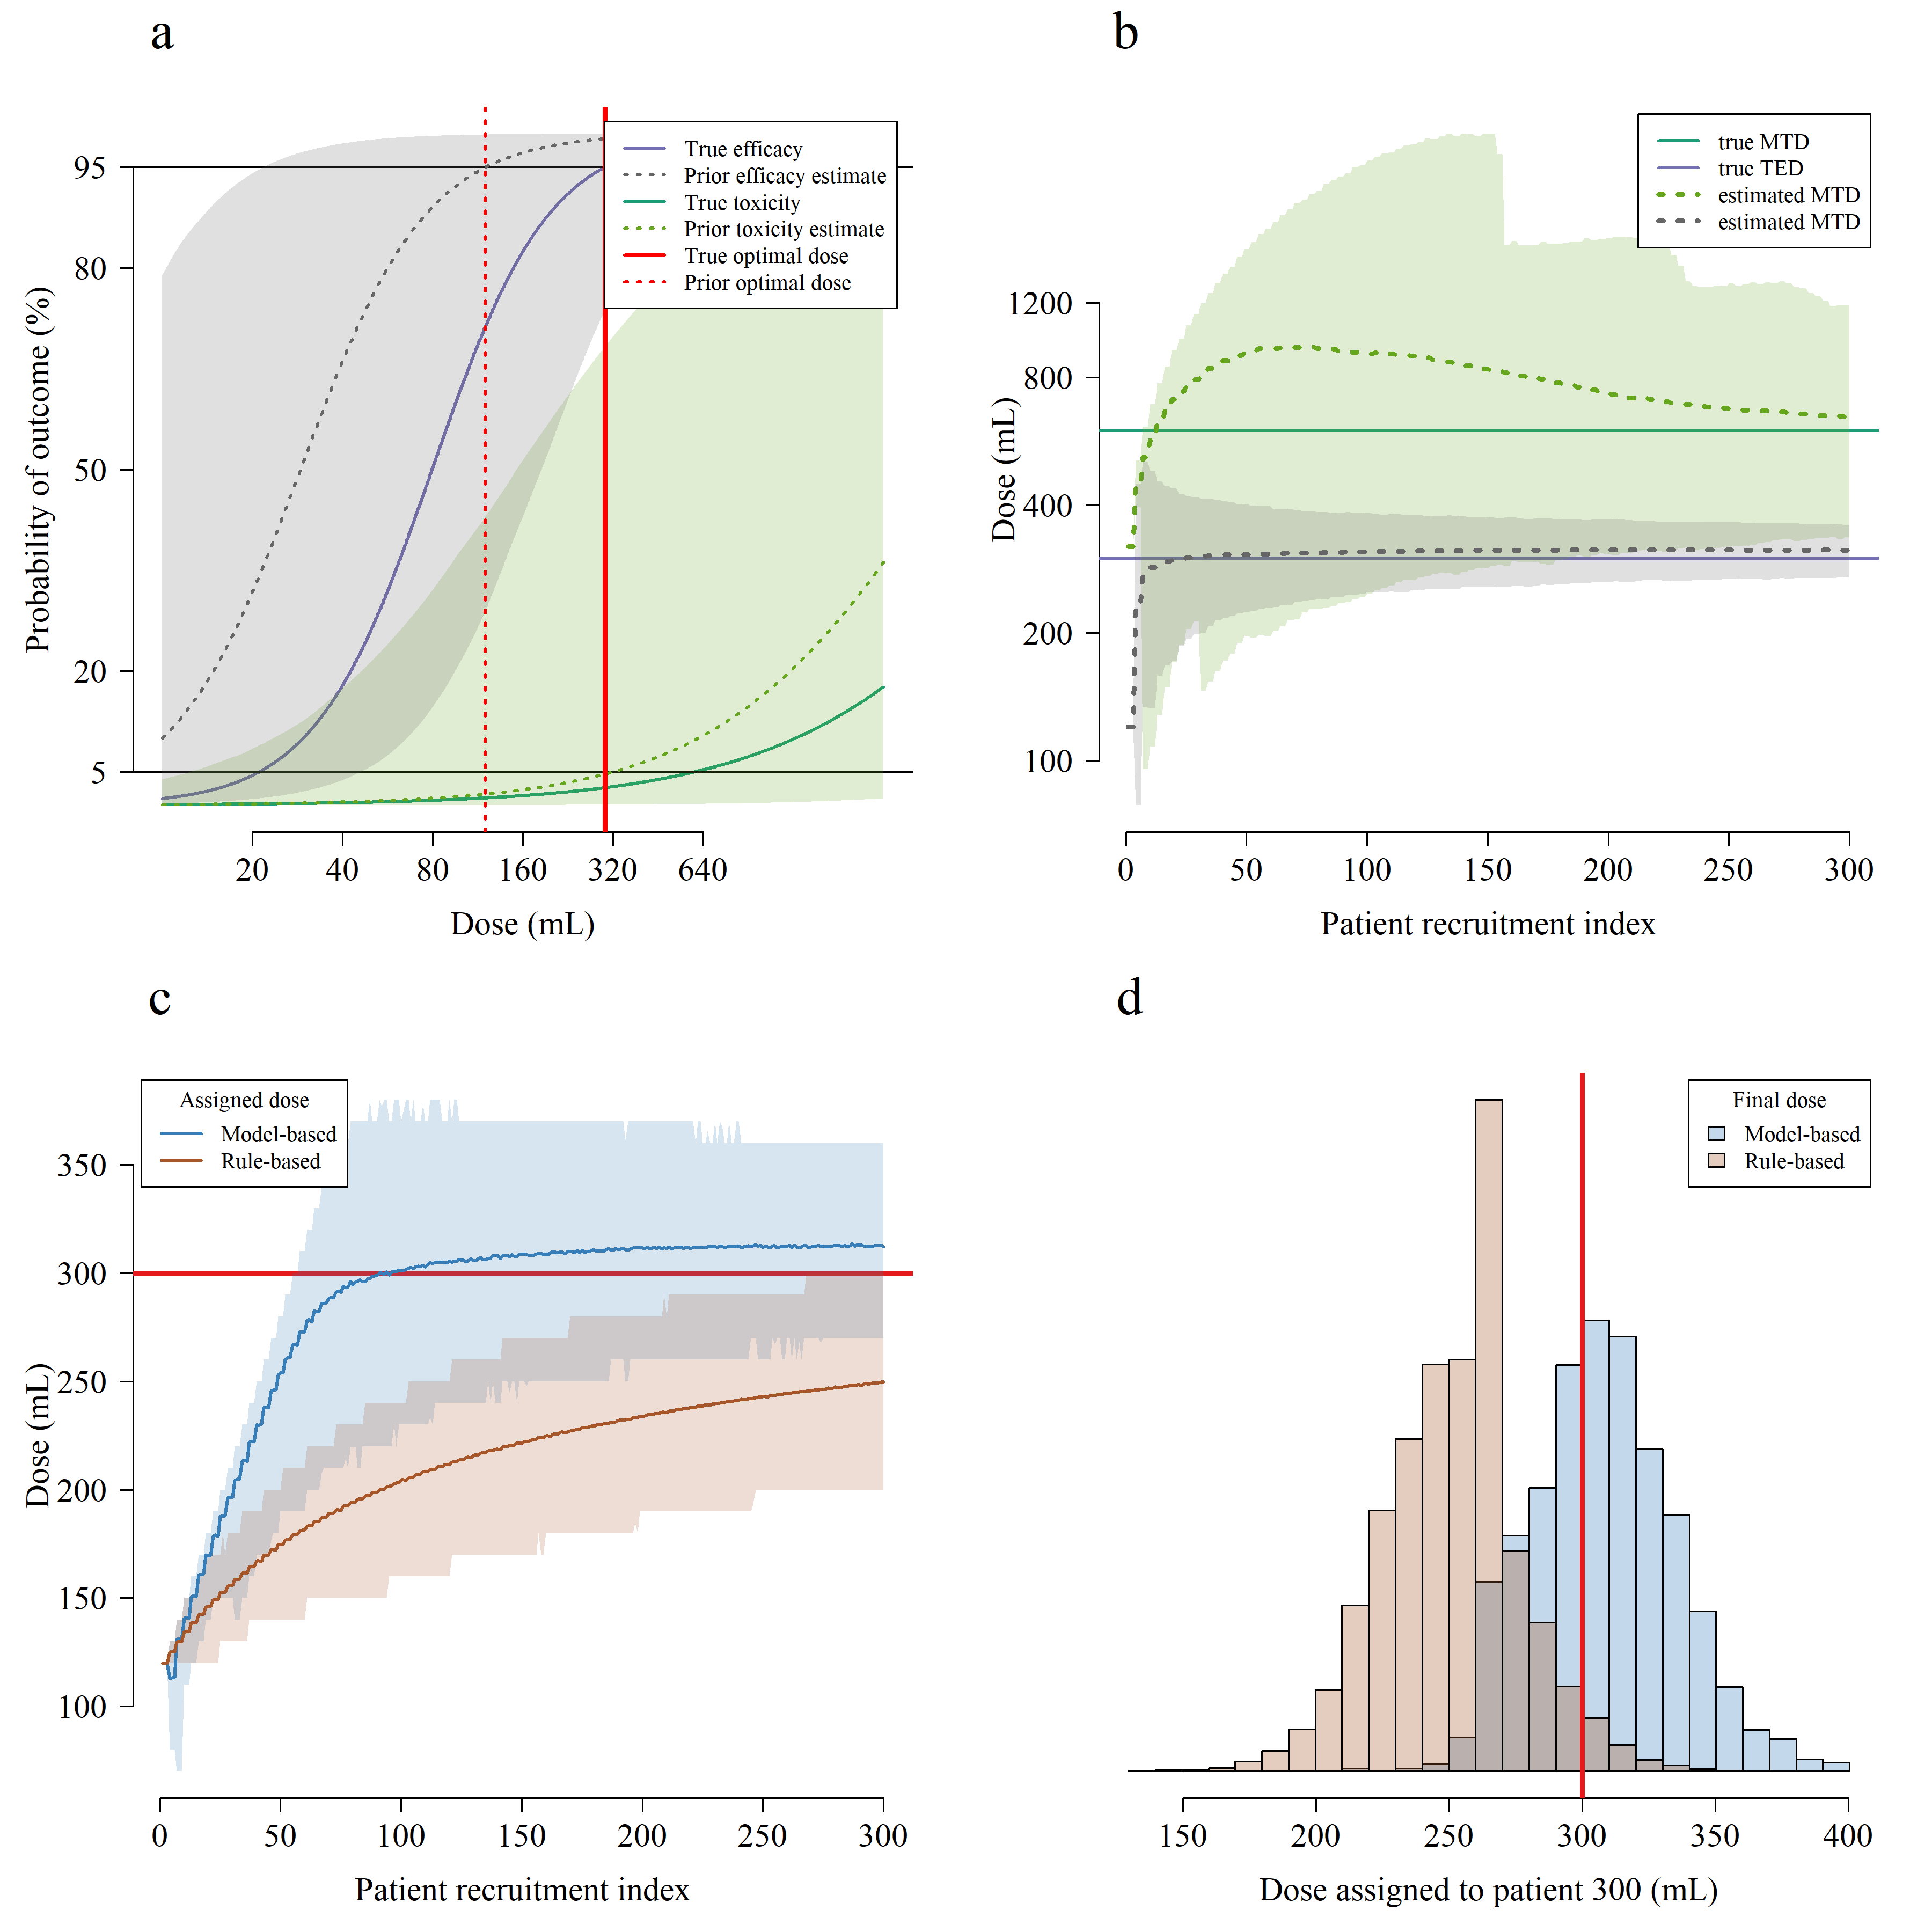 a
95
80
50
20
5
Probability of outcome (%)
True efficacy
Prior efficacy estimate
True toxicity
Prior toxicity estimate
True optimal dose
Prior optimal dose
20 40 80 160 320 640
Dose (mL)
b
1200
800
400
200
100
Dose (mL)
true MTD
true TED
estimated MTD
estimated MTD
0 50 100 150 200 250 300
Patient recruitment index
c
350
300
250
200
150
100
Dose (mL)
Assigned dose
Model-based
Rule-based
0 50 100 150 200 250 300
Patient recruitment index
d
Final dose
Model-based
Rule-based
150 200 250 300 350 400
Dose assigned to patient 300 (mL)